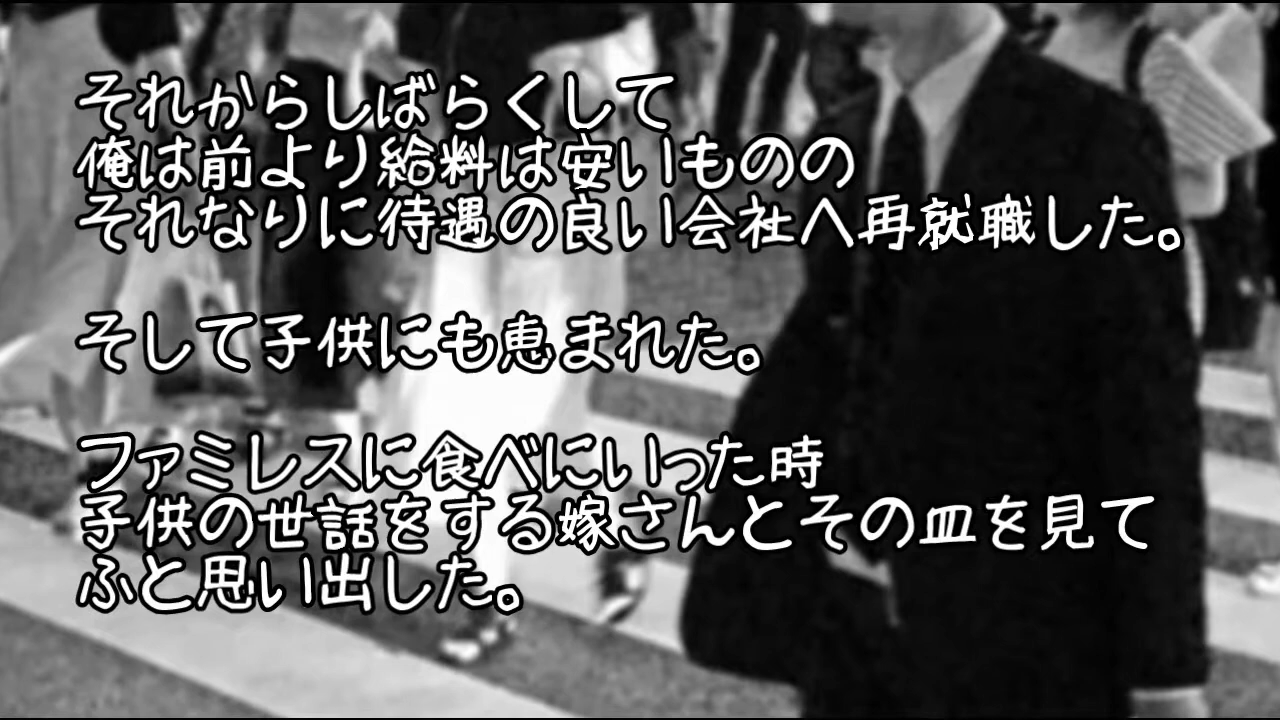 それからしばらくして
俺は前より給料は安いものの
それなりに待遇の良い会社へ再就職した。
そして子供にも恵まれた。
ファミレスに食べにいった時
子供の世話をする嫁さんとその皿を見て
ふと思い出した。